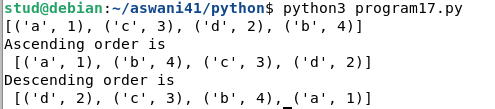 stud@debian:~/aswani41/python$ python3 program17.py
[('a', 1), ('c', 3), ('d', 2), ('b', 4)]
Ascending order is
 [('a', 1), ('b', 4), ('c', 3), ('d', 2)]
Descending order is
 [('d', 2), ('c', 3), ('b', 4), ('a', 1)]